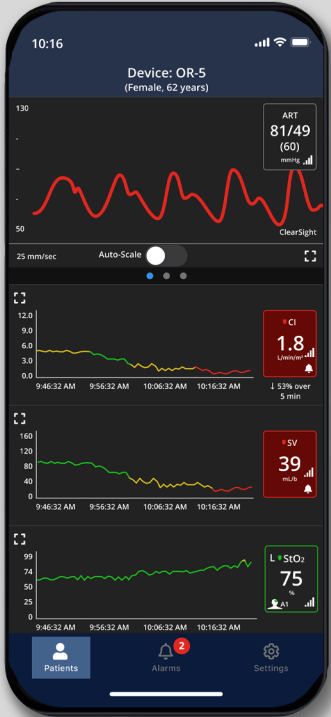 10:16
Device: OR-5
(Female, 62 years)
130
-
-
-
50
ART
81/49
(60)
mmHg
ClearSight
25 mm/sec
Auto-Scale
12.0
9.0
6.0
3.0
0.0
9:46:32 AM 9:56:32 AM 10:06:32 AM 10:16:32 AM
CI
1.8
L/min/m²
↓ 53% over
5 min
160
120
80
40
0
9:46:32 AM 9:56:32 AM 10:06:32 AM 10:16:32 AM
SV
39
mL/b
99
74
50
25
0
9:46:32 AM 9:56:32 AM 10:06:32 AM 10:16:32 AM
L StO₂
75
%
A1
Patients
2
Alarms
Settings